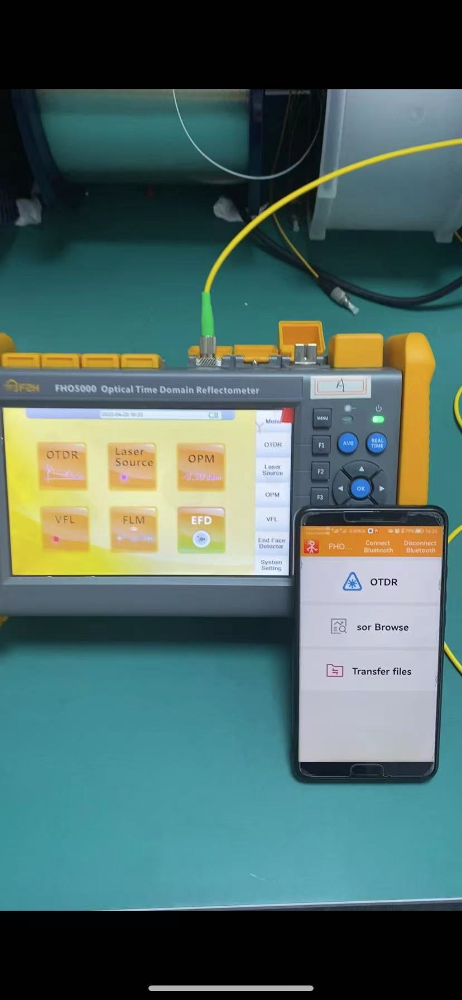 FHO5000 Optical Time Domain Reflectometer
A
Menu
OTDR
Laser
Source
OPM
VFL
End Face
Detector
System
Setting
OTDR
Laser
Source
OPM
VFL
FLM
EFD
MENU
F1
AVG
REAL
TIME
F2
OK
F3
FHO...
Connect
Bluetooth
Disconnect
Bluetooth
OTDR
sor Browse
Transfer files